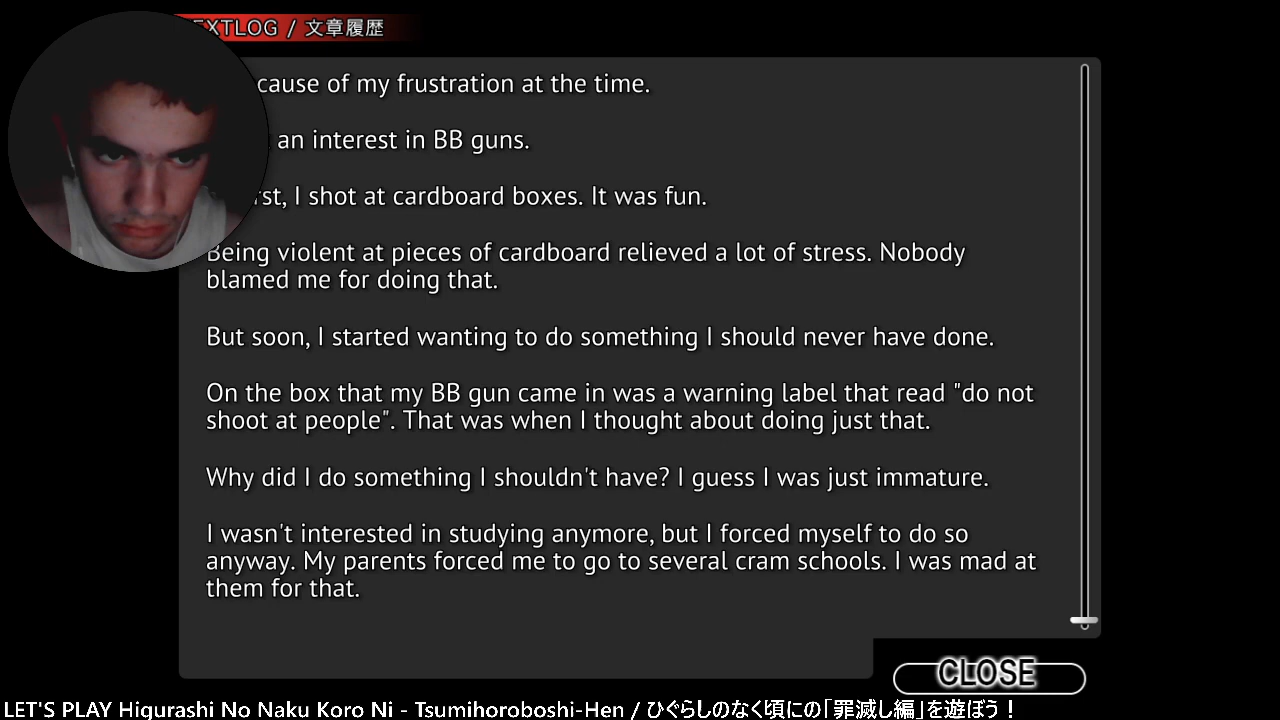 EXTLOG / 文章履歴
cause of my frustration at the time.
an interest in BB guns.
rst, I shot at cardboard boxes. It was fun.
Being violent at pieces of cardboard relieved a lot of stress. Nobody
blamed me for doing that.
But soon, I started wanting to do something I should never have done.
On the box that my BB gun came in was a warning label that read "do not
shoot at people". That was when I thought about doing just that.
Why did I do something I shouldn't have? I guess I was just immature.
I wasn't interested in studying anymore, but I forced myself to do so
anyway. My parents forced me to go to several cram schools. I was mad at
them for that.
CLOSE
LET'S PLAY Higurashi No Naku Koro Ni - Tsumihoroboshi-Hen / ひぐらしのなく頃にの「罪滅し編」を遊ぼう！